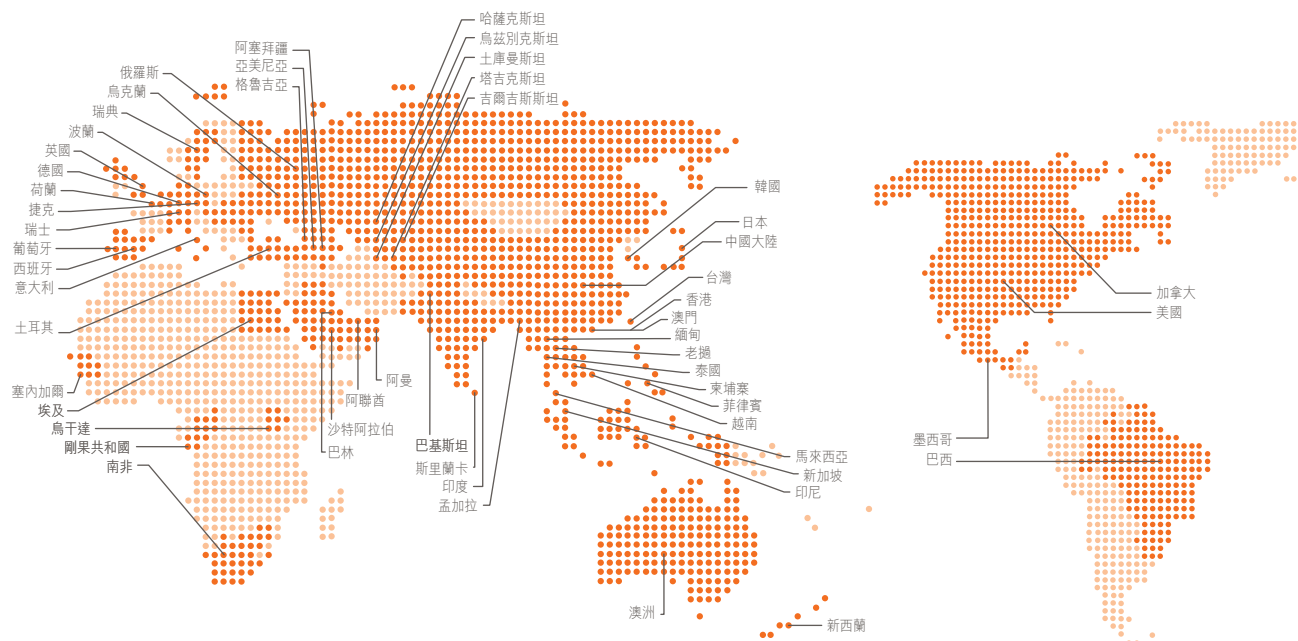 哈薩克斯坦
烏茲別克斯坦
土庫曼斯坦
塔吉克斯坦
吉爾吉斯斯坦
阿塞拜疆
亞美尼亞
格魯吉亞
俄羅斯
烏克蘭
瑞典
波蘭
英國
德國
荷蘭
捷克
瑞士
葡萄牙
西班牙
意大利
土耳其
塞內加爾
埃及
烏干達
剛果共和國
南非
阿曼
阿聯酋
沙特阿拉伯
巴林
巴基斯坦
斯里蘭卡
印度
孟加拉
韓國
日本
中國大陸
台灣
香港
澳門
緬甸
老撾
泰國
柬埔寨
菲律賓
越南
馬來西亞
新加坡
印尼
澳洲
新西蘭
加拿大
美國
墨西哥
巴西